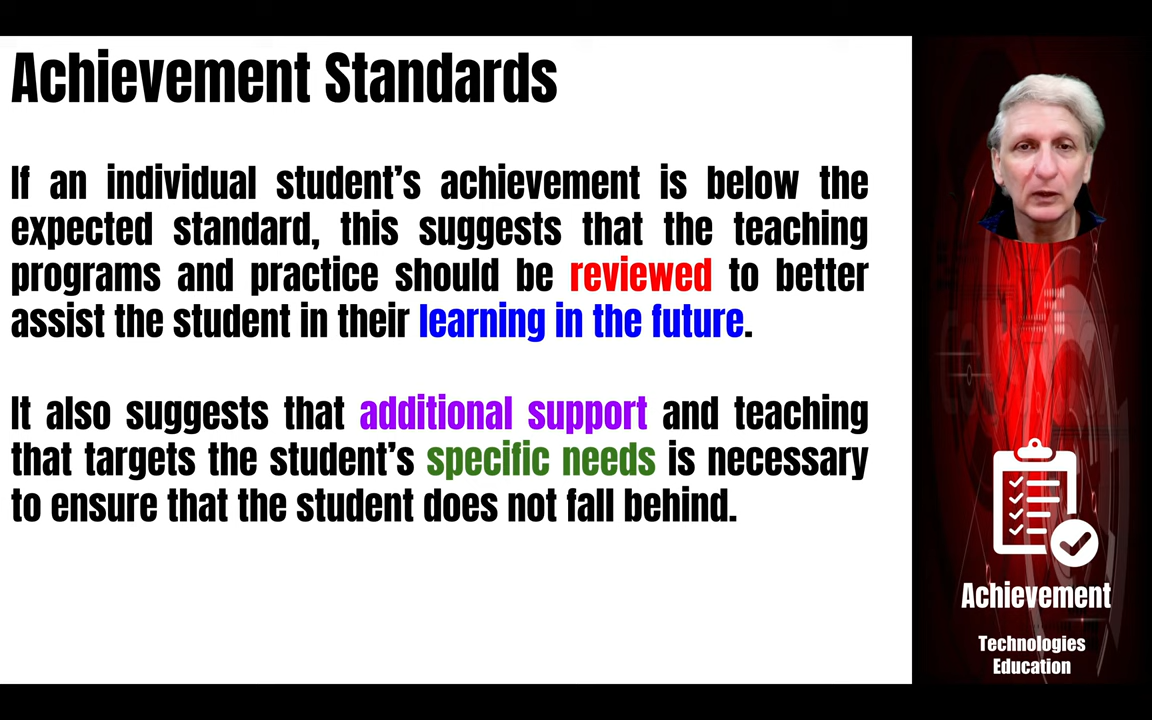 Achievement Standards
If an individual student’s achievement is below the
expected standard, this suggests that the teaching
programs and practice should be reviewed to better
assist the student in their learning in the future.
It also suggests that additional support and teaching
that targets the student’s specific needs is necessary
to ensure that the student does not fall behind.
Achievement
Technologies
Education